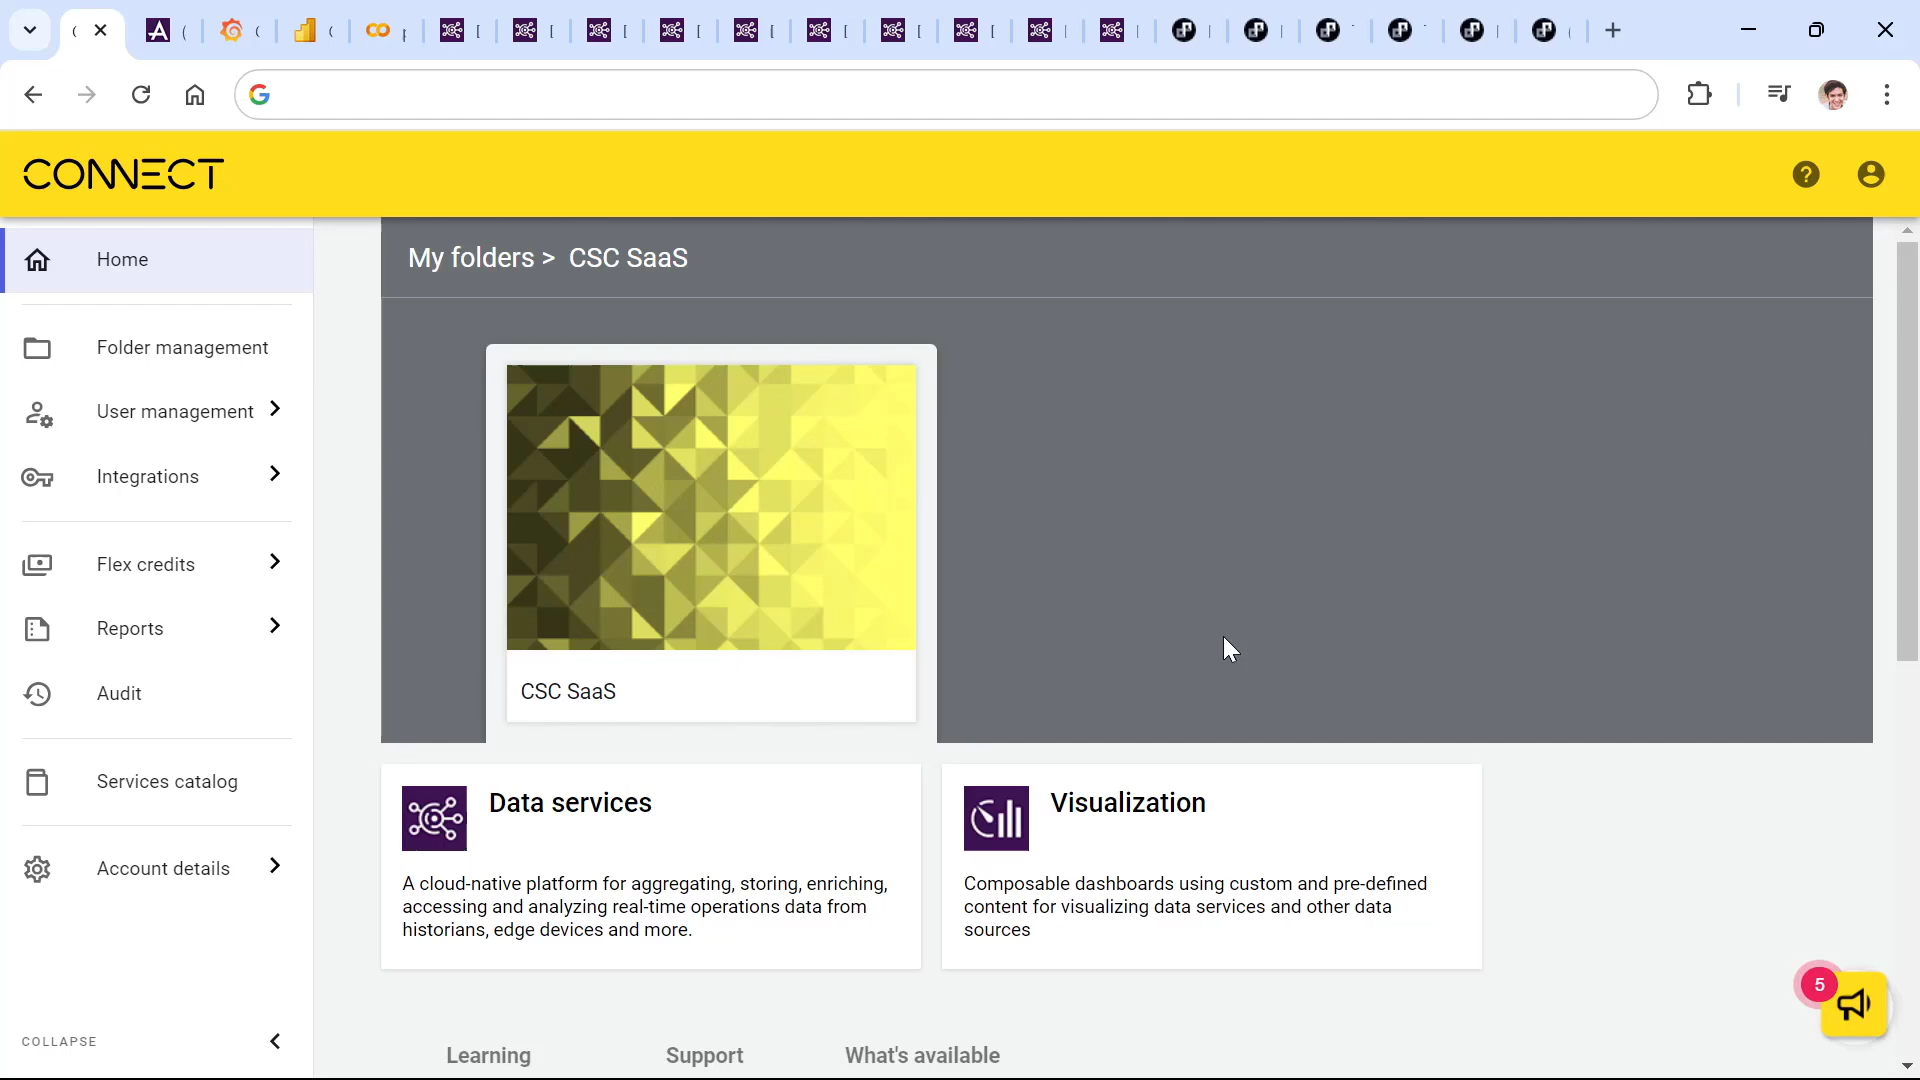 CONNECT
Home
Folder management
User management
Integrations
Flex credits
Reports
Audit
Services catalog
Account details
COLLAPSE
My folders > CSC SaaS
CSC SaaS
Data services
A cloud-native platform for aggregating, storing, enriching,
accessing and analyzing real-time operations data from
historians, edge devices and more.
Visualization
Composable dashboards using custom and pre-defined
content for visualizing data services and other data
sources
5
Learning
Support
What's available